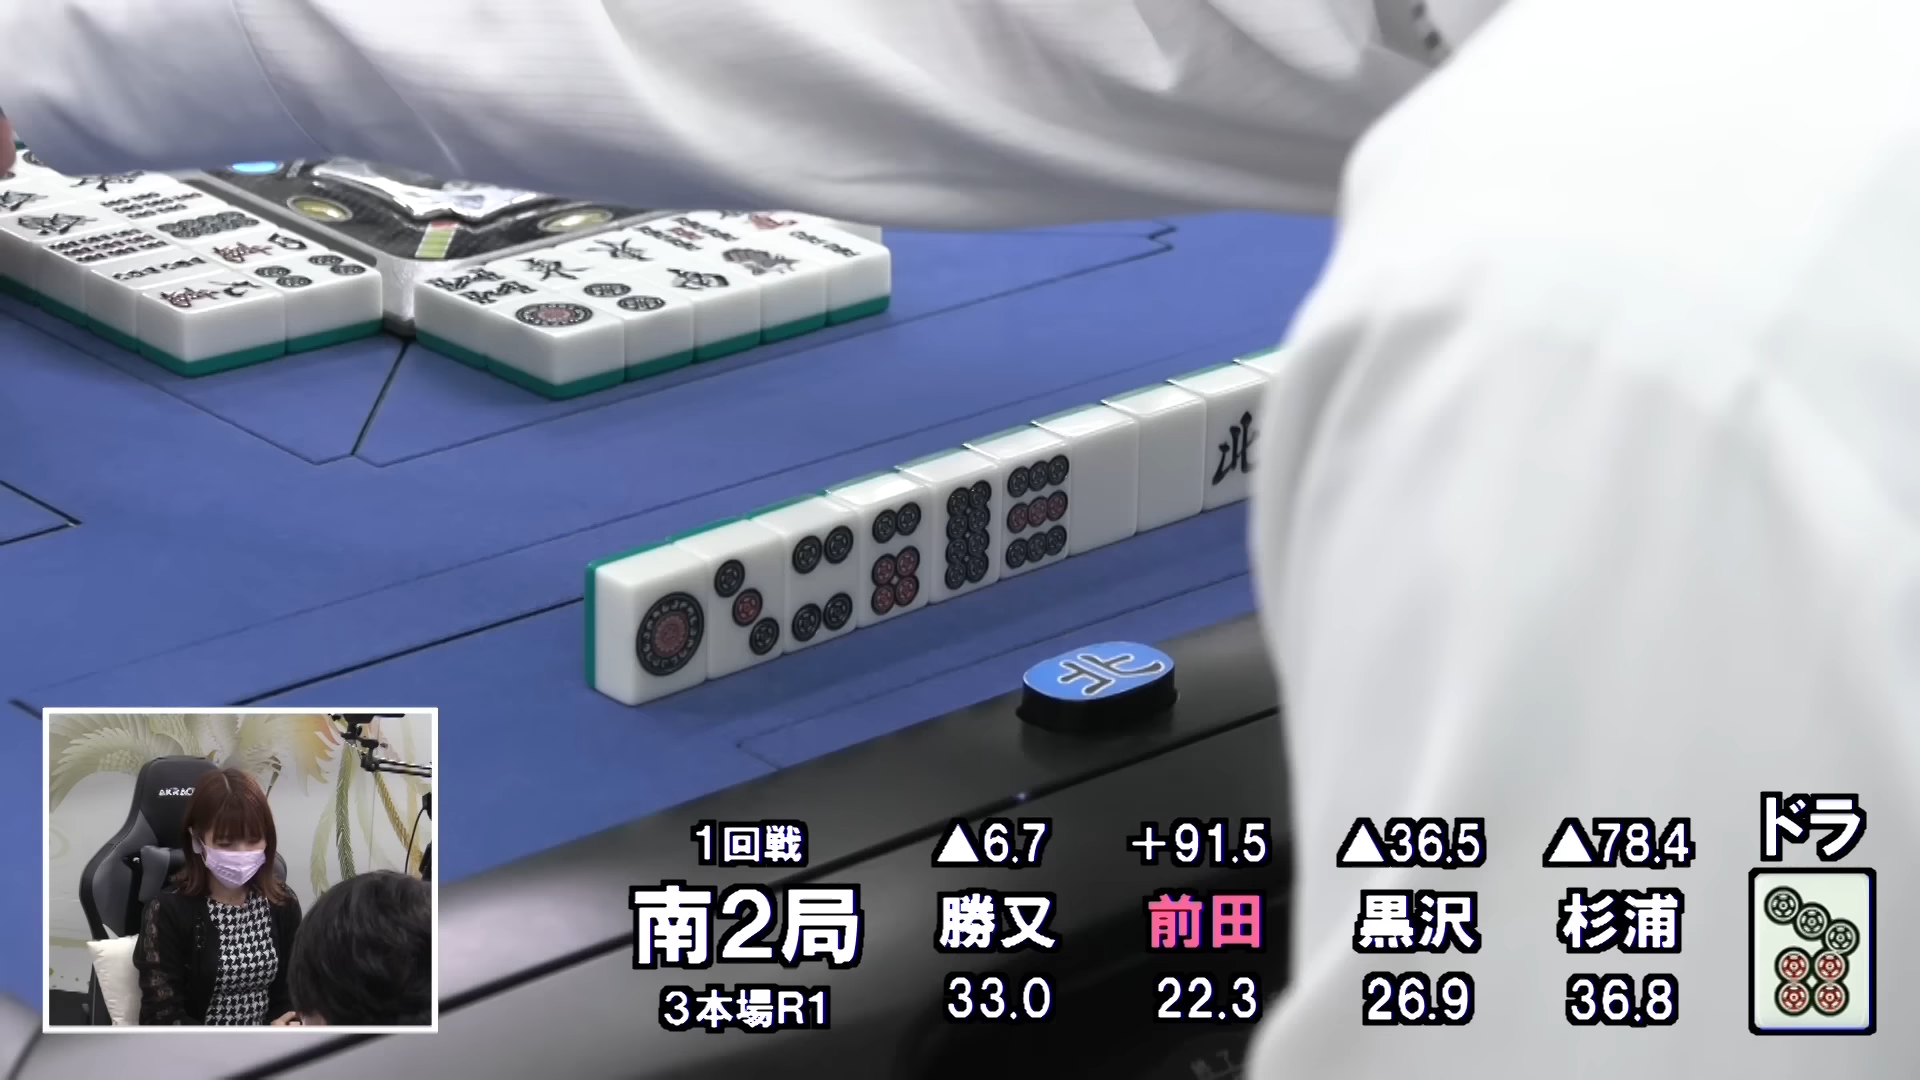 北
北
AKRAC
1回戦
南2局
3本場R1
▲6.7
勝又
33.0
+91.5
前田
22.3
▲36.5
黒沢
26.9
▲78.4
杉浦
36.8
ドラ